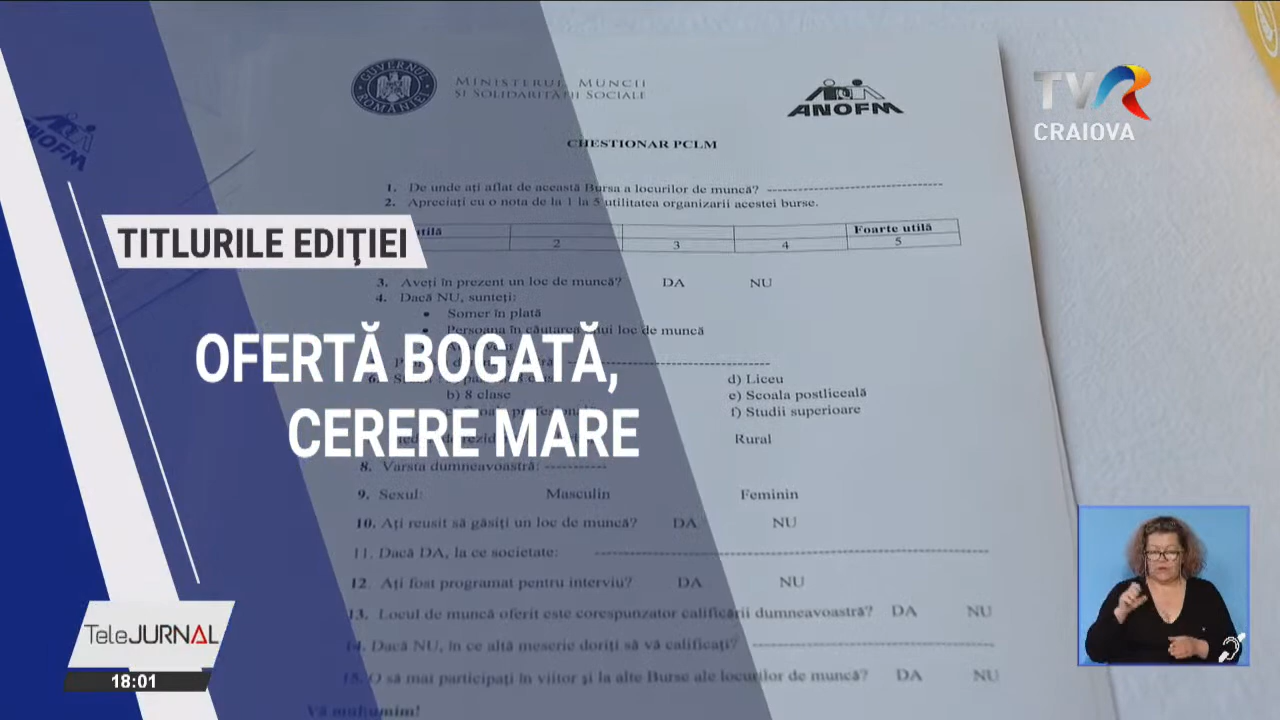 GUVERNUL ROMÂNIEI
MINISTERUL MUNCII
ȘI SOLIDARITĂȚII SOCIALE
ANOFM
ANOFM
TVR
CRAIOVA
CHESTIONAR PCLM
1. De unde ați aflat de această Bursa a locurilor de muncă?
2. Apreciați cu o nota de la 1 la 5 utilitatea organizarii acestei burse.
utilă
Foarte utilă
2 3 4 5
TITLURILE EDIŢIEI
3. Aveți în prezent un loc de muncă? DA NU
4. Dacă NU, sunteți:
• Somer în plată
• Persoana în căutarea unui loc de muncă
OFERTĂ BOGATĂ,
CERERE MARE
d) Liceu
b) 8 clase
e) Scoala postliceală
f) Studii superioare
Rural
8. Varsta dumneavoastră:
9. Sexul: Masculin Feminin
10. Ați reusit să găsiți un loc de muncă? DA NU
11. Dacă DA, la ce societate:
12. Ați fost programat pentru interviu? DA NU
13. Locul de muncă oferit este corespunzator calificării dumneavoastră? DA NU
14. Dacă NU, în ce altă meserie doriți să vă calificați?
15. O să mai participați în viitor și la alte Burse ale locurilor de muncă? DA NU
Vă mulțumim!
TeleJURNAL
18:01